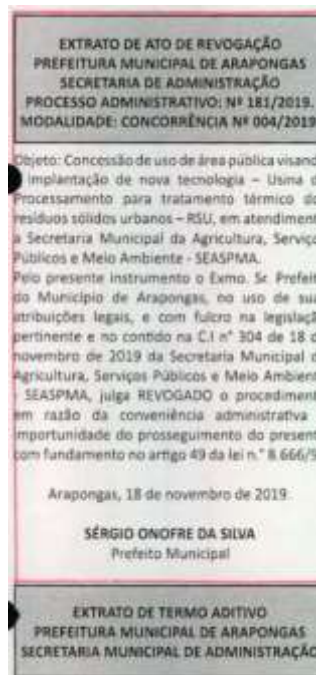 EXTRATO DE ATO DE REVOGAÇÃO
PREFEITURA MUNICIPAL DE ARAPONGAS
SECRETARIA DE ADMINISTRAÇÃO
PROCESSO ADMINISTRATIVO: Nº 181/2019.
MODALIDADE: CONCORRÊNCIA Nº 004/2019
Objeto: Concessão de uso de área pública visand
implantação de nova tecnologia – Usina d
Processamento para tratamento térmico do
resíduos sólidos urbanos – RSU, em atendiment
a Secretaria Municipal da Agricultura, Serviço
Públicos e Meio Ambiente - SEASPMA.
Pelo presente instrumento o Exmo. Sr. Prefeit
do Município de Arapongas, no uso de sua
atribuições legais, e com fulcro na legislaçã
pertinente e no contido na C.I n° 304 de 18 d
novembro de 2019 da Secretaria Municipal d
Agricultura, Serviços Públicos e Meio Ambient
- SEASPMA, julga REVOGADO o procediment
em razão da conveniência administrativa
importunidade do prosseguimento do present
com fundamento no artigo 49 da lei n.° 8.666/9
Arapongas, 18 de novembro de 2019.
SÉRGIO ONOFRE DA SILVA
Prefeito Municipal
EXTRATO DE TERMO ADITIVO
PREFEITURA MUNICIPAL DE ARAPONGAS
SECRETARIA MUNICIPAL DE ADMINISTRAÇÃO